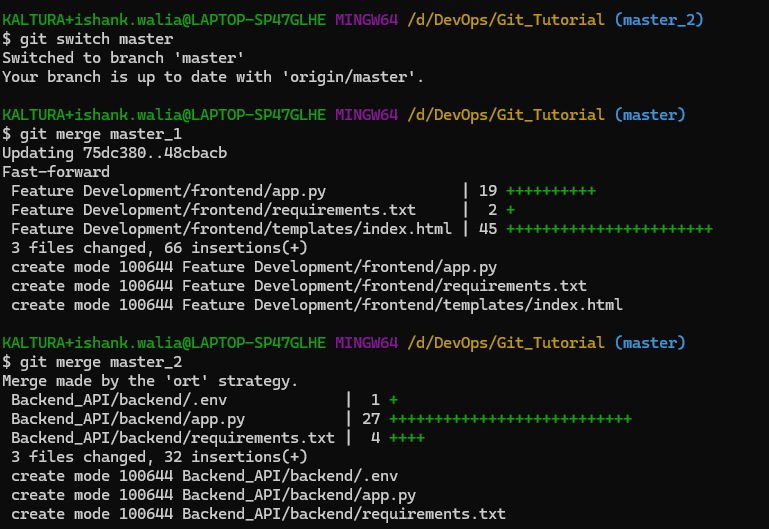 KALTURA+ishank.walia@LAPTOP-SP47GLHE MINGW64 /d/DevOps/Git_Tutorial (master_2)
$ git switch master
Switched to branch 'master'
Your branch is up to date with 'origin/master'.

KALTURA+ishank.walia@LAPTOP-SP47GLHE MINGW64 /d/DevOps/Git_Tutorial (master)
$ git merge master_1
Updating 75dc380..48cbacb
Fast-forward
 Feature Development/frontend/app.py               | 19 ++++++++++
 Feature Development/frontend/requirements.txt     |  2 +
 Feature Development/frontend/templates/index.html | 45 +++++++++++++++++++++++
 3 files changed, 66 insertions(+)
 create mode 100644 Feature Development/frontend/app.py
 create mode 100644 Feature Development/frontend/requirements.txt
 create mode 100644 Feature Development/frontend/templates/index.html

KALTURA+ishank.walia@LAPTOP-SP47GLHE MINGW64 /d/DevOps/Git_Tutorial (master)
$ git merge master_2
Merge made by the 'ort' strategy.
 Backend_API/backend/.env             |  1 +
 Backend_API/backend/app.py           | 27 +++++++++++++++++++++++++++
 Backend_API/backend/requirements.txt |  4 ++++
 3 files changed, 32 insertions(+)
 create mode 100644 Backend_API/backend/.env
 create mode 100644 Backend_API/backend/app.py
 create mode 100644 Backend_API/backend/requirements.txt